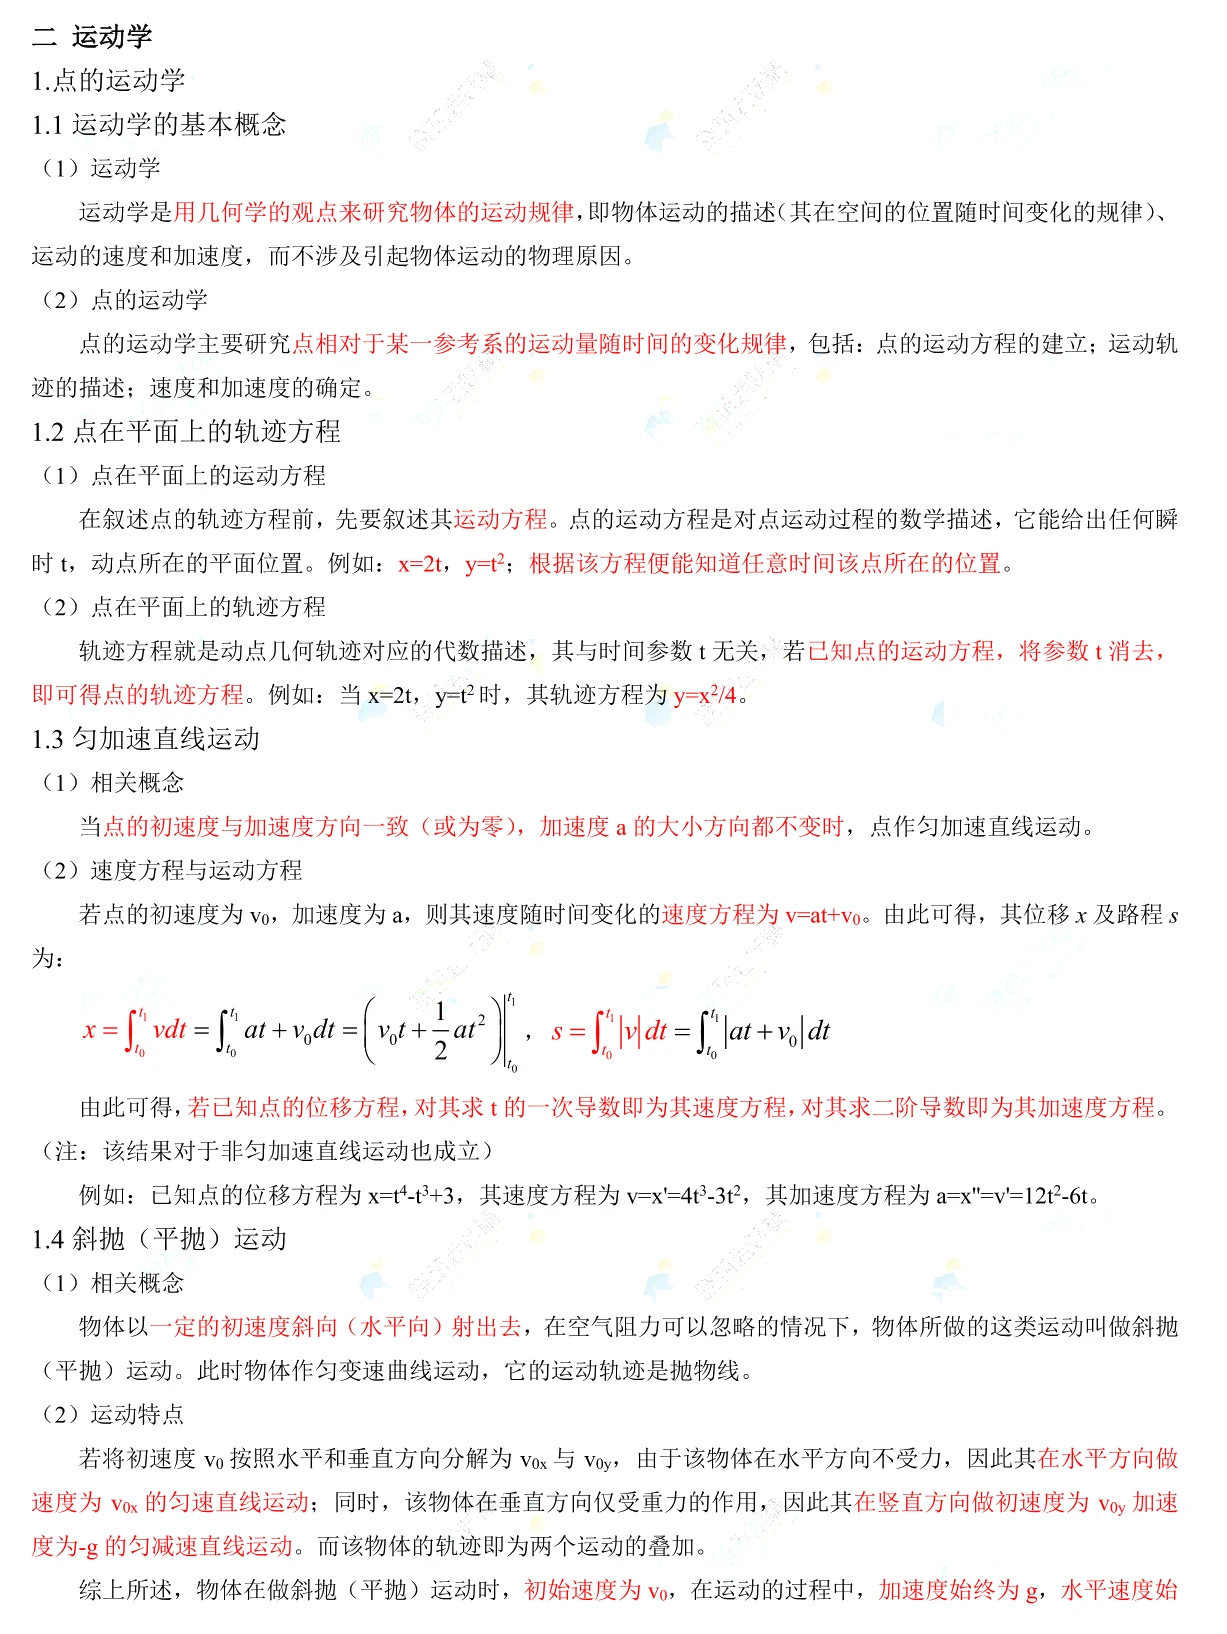 二 运动学
1.点的运动学
1.1 运动学的基本概念
（1）运动学
运动学是用几何学的观点来研究物体的运动规律，即物体运动的描述（其在空间的位置随时间变化的规律）、
运动的速度和加速度，而不涉及引起物体运动的物理原因。
（2）点的运动学
点的运动学主要研究点相对于某一参考系的运动量随时间的变化规律，包括：点的运动方程的建立；运动轨
迹的描述；速度和加速度的确定。
1.2 点在平面上的轨迹方程
（1）点在平面上的运动方程
在叙述点的轨迹方程前，先要叙述其运动方程。点的运动方程是对点运动过程的数学描述，它能给出任何瞬
时 t，动点所在的平面位置。例如：x=2t，y=t²；根据该方程便能知道任意时间该点所在的位置。
（2）点在平面上的轨迹方程
轨迹方程就是动点几何轨迹对应的代数描述，其与时间参数 t 无关，若已知点的运动方程，将参数 t 消去，
即可得点的轨迹方程。例如：当 x=2t，y=t² 时，其轨迹方程为 y=x²/4。
1.3 匀加速直线运动
（1）相关概念
当点的初速度与加速度方向一致（或为零），加速度 a 的大小方向都不变时，点作匀加速直线运动。
（2）速度方程与运动方程
若点的初速度为 v₀，加速度为 a，则其速度随时间变化的速度方程为 v=at+v₀。由此可得，其位移 x 及路程 s
为：
x = ∫_{t₀}^{t₁} vdt = ∫_{t₀}^{t₁} at + v₀dt = (v₀t + 1/2 at²)|_{t₀}^{t₁} ，s = ∫_{t₀}^{t₁} |v| dt = ∫_{t₀}^{t₁} |at + v₀| dt
由此可得，若已知点的位移方程，对其求 t 的一次导数即为其速度方程，对其求二阶导数即为其加速度方程。
（注：该结果对于非匀加速直线运动也成立）
例如：已知点的位移方程为 x=t⁴-t³+3，其速度方程为 v=x'=4t³-3t²，其加速度方程为 a=x''=v'=12t²-6t。
1.4 斜抛（平抛）运动
（1）相关概念
物体以一定的初速度斜向（水平向）射出去，在空气阻力可以忽略的情况下，物体所做的这类运动叫做斜抛
（平抛）运动。此时物体作匀变速曲线运动，它的运动轨迹是抛物线。
（2）运动特点
若将初速度 v₀ 按照水平和垂直方向分解为 v₀ₓ 与 v_{0y}，由于该物体在水平方向不受力，因此其在水平方向做
速度为 v₀ₓ 的匀速直线运动；同时，该物体在垂直方向仅受重力的作用，因此其在竖直方向做初速度为 v_{0y} 加速
度为-g 的匀减速直线运动。而该物体的轨迹即为两个运动的叠加。
综上所述，物体在做斜抛（平抛）运动时，初始速度为 v₀，在运动的过程中，加速度始终为 g，水平速度始